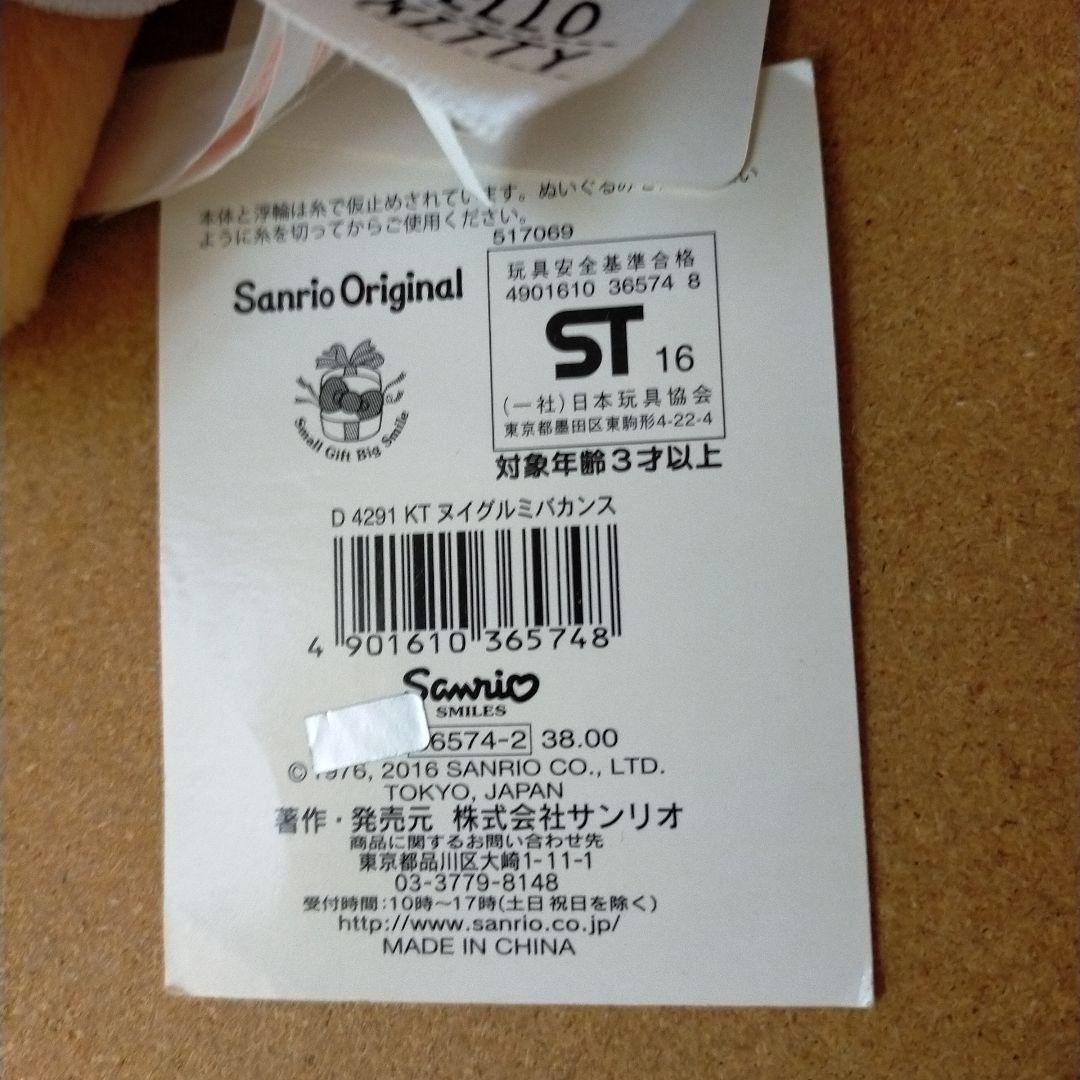 HELLO
KITTY
本体と浮輪は糸で仮止めされています。ぬいぐるみ
ように糸を切ってからご使用ください。
517069
玩具安全基準合格
4901610 36574 8
ST 16
(一社)日本玩具協会
東京都墨田区東駒形4-22-4
対象年齢3才以上
Sanrio Original
Small Gift Big Smile
D 4291 KT ヌイグルミバカンス
4 901610 365748
Sanrio
SMILES
6574-2 38.00
©1976, 2016 SANRIO CO., LTD.
TOKYO, JAPAN
著作・発売元 株式会社サンリオ
商品に関するお問い合わせ先
東京都品川区大崎1-11-1
03-3779-8148
受付時間:10時~17時(土日祝日を除く)
http://www.sanrio.co.jp/
MADE IN CHINA